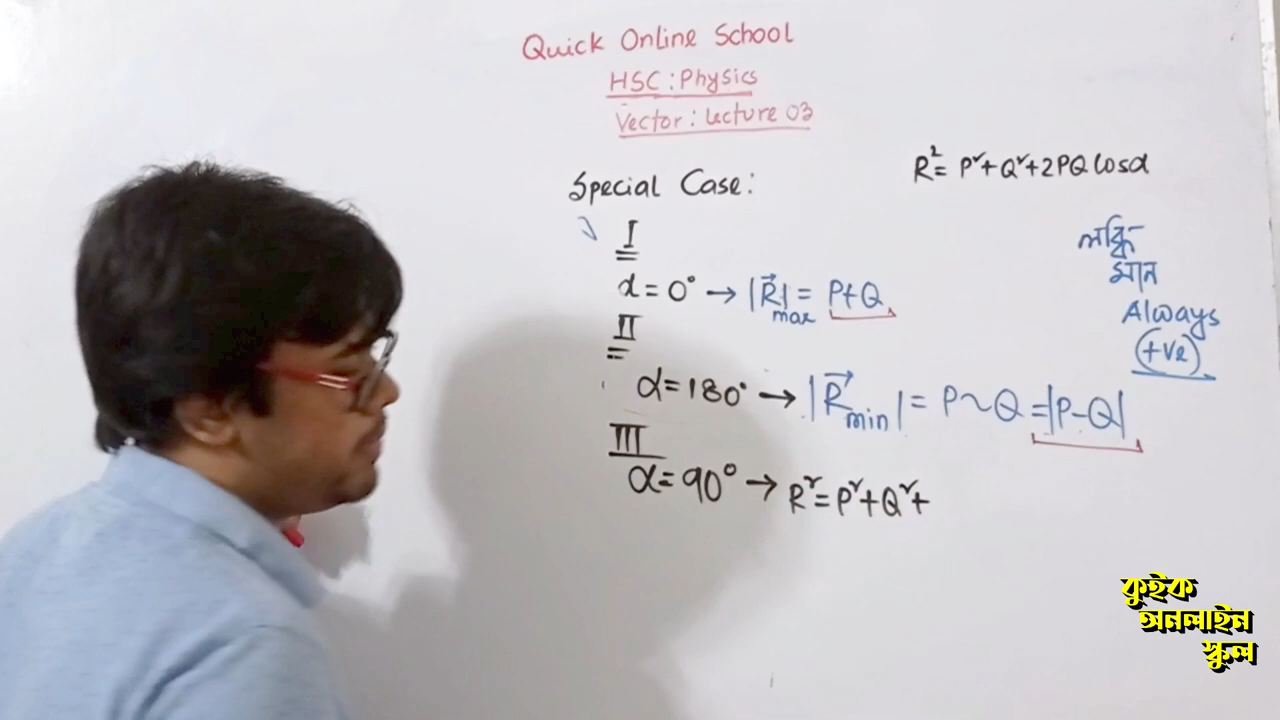 Quick Online School
HSC : Physics
Vector : Lecture 03
R² = P² + Q² + 2PQ Cosα
Special Case :
I
α = 0° → |R⃗|max = P+Q
II
α = 180° → |R⃗min| = P ~ Q = |P-Q|
III
α = 90° → R² = P² + Q² +
লব্ধি
মান
Always
(+ve)
কুইক
অনলাইন
স্কুল